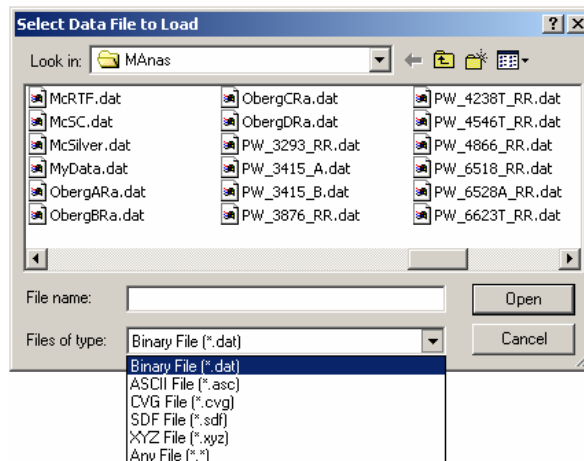 Select Data File to Load
Look in: MAnas
McRTF.dat ObergCRa.dat PW_4238T_RR.dat
McSC.dat ObergDRa.dat PW_4546T_RR.dat
McSilver.dat PW_3293_RR.dat PW_4866_RR.dat
MyData.dat PW_3415_A.dat PW_6518_RR.dat
ObergARa.dat PW_3415_B.dat PW_6528A_RR.dat
ObergBRa.dat PW_3876_RR.dat PW_6623T_RR.dat
File name: Open
Files of type: Binary File (*.dat) Cancel
Binary File (*.dat)
ASCII File (*.asc)
CVG File (*.cvg)
SDF File (*.sdf)
XYZ File (*.xyz)
Any File (*.*)